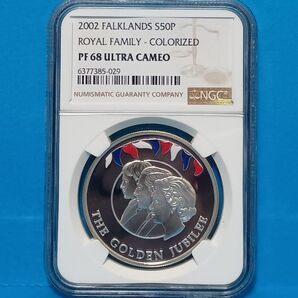 2002 FALKLANDS S50P
ROYAL FAMILY - COLORIZED
PF 68 ULTRA CAMEO
6377385-029
NUMISMATIC GUARANTY COMPANY
NGC
THE GOLDEN JUBILEE